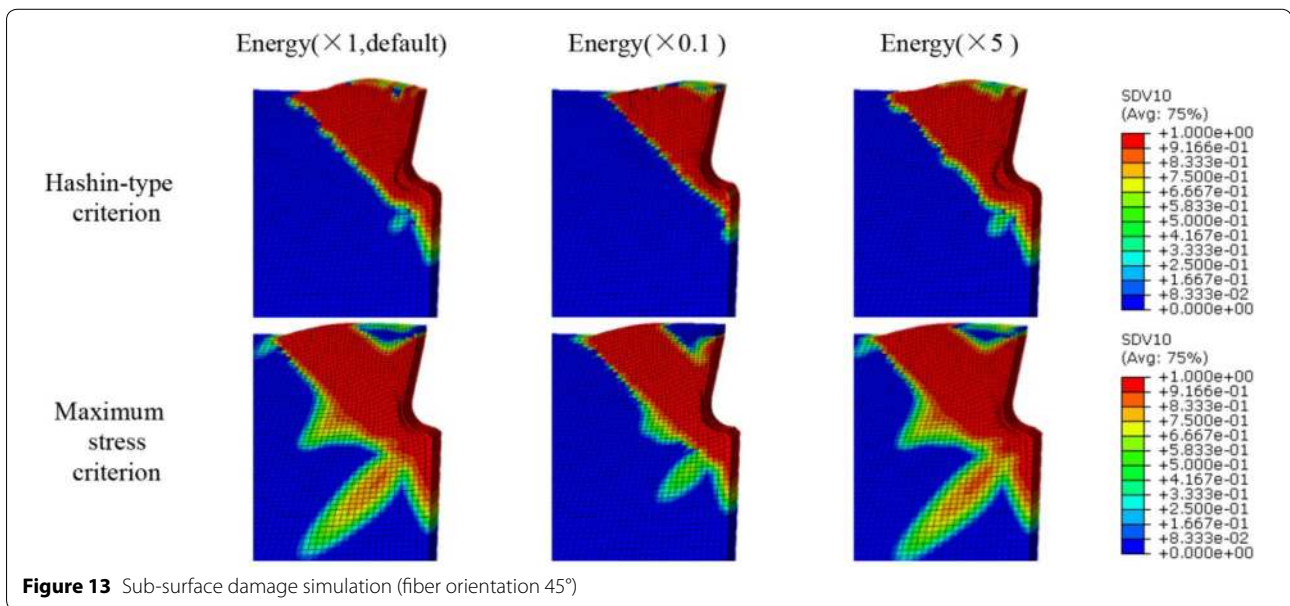 Energy(×1,default)
Energy(×0.1 )
Energy(×5 )
Hashin-type
criterion
SDV10
(Avg: 75%)
+1.000e+00
+9.166e-01
+8.333e-01
+7.500e-01
+6.667e-01
+5.833e-01
+5.000e-01
+4.167e-01
+3.333e-01
+2.500e-01
+1.667e-01
+8.333e-02
+0.000e+00
Maximum
stress
criterion
SDV10
(Avg: 75%)
+1.000e+00
+9.166e-01
+8.333e-01
+7.500e-01
+6.667e-01
+5.833e-01
+5.000e-01
+4.167e-01
+3.333e-01
+2.500e-01
+1.667e-01
+8.333e-02
+0.000e+00
Figure 13 Sub-surface damage simulation (fiber orientation 45°)